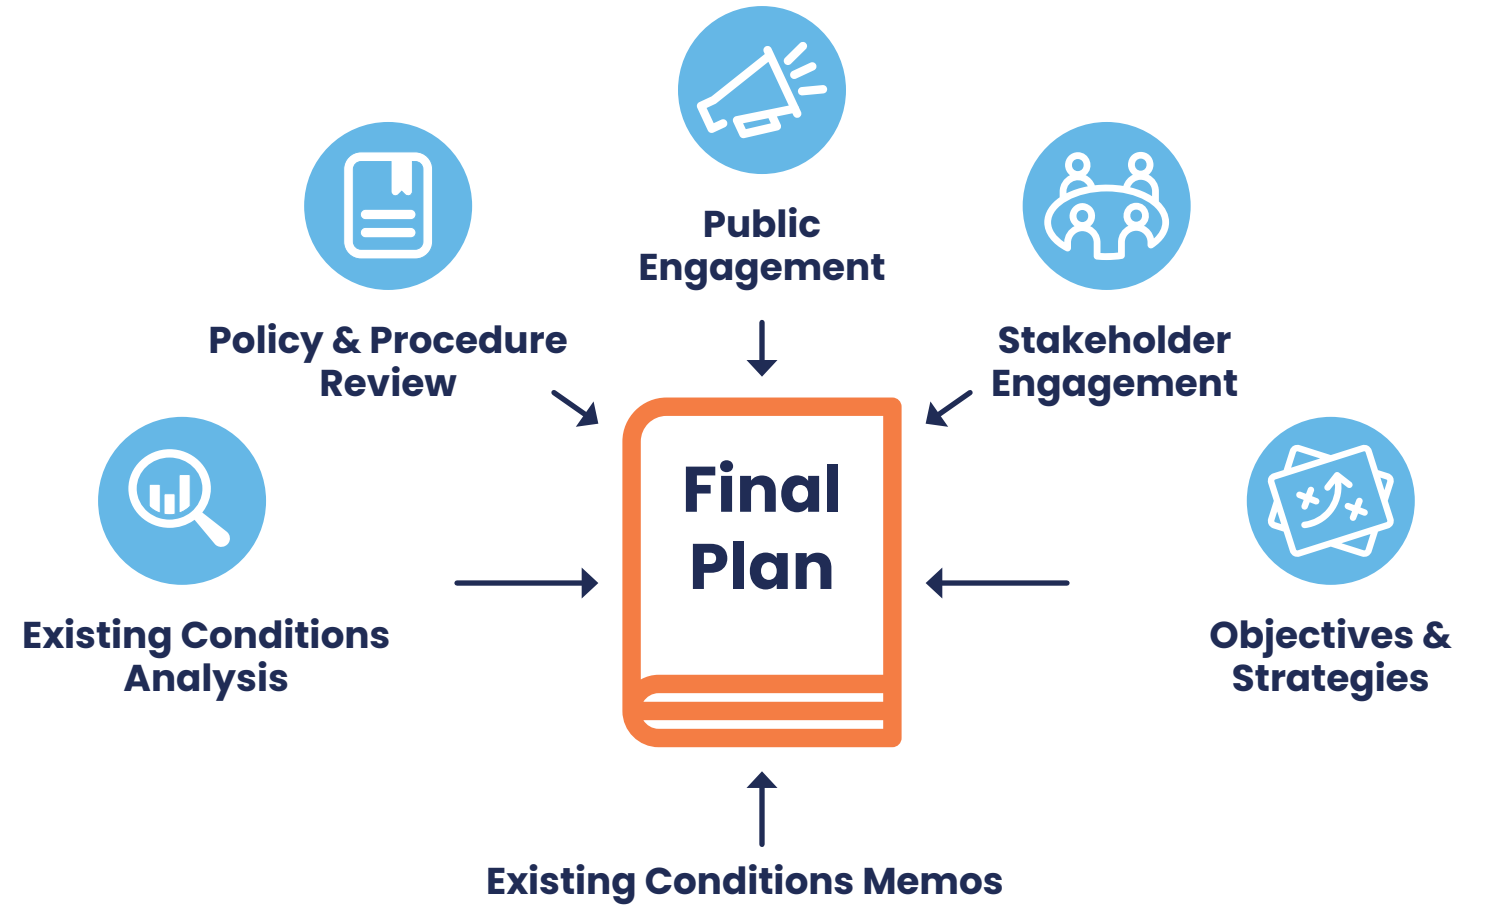 Public
Engagement
Policy & Procedure
Review
Stakeholder
Engagement
Final
Plan
Existing Conditions
Analysis
Objectives &
Strategies
Existing Conditions Memos